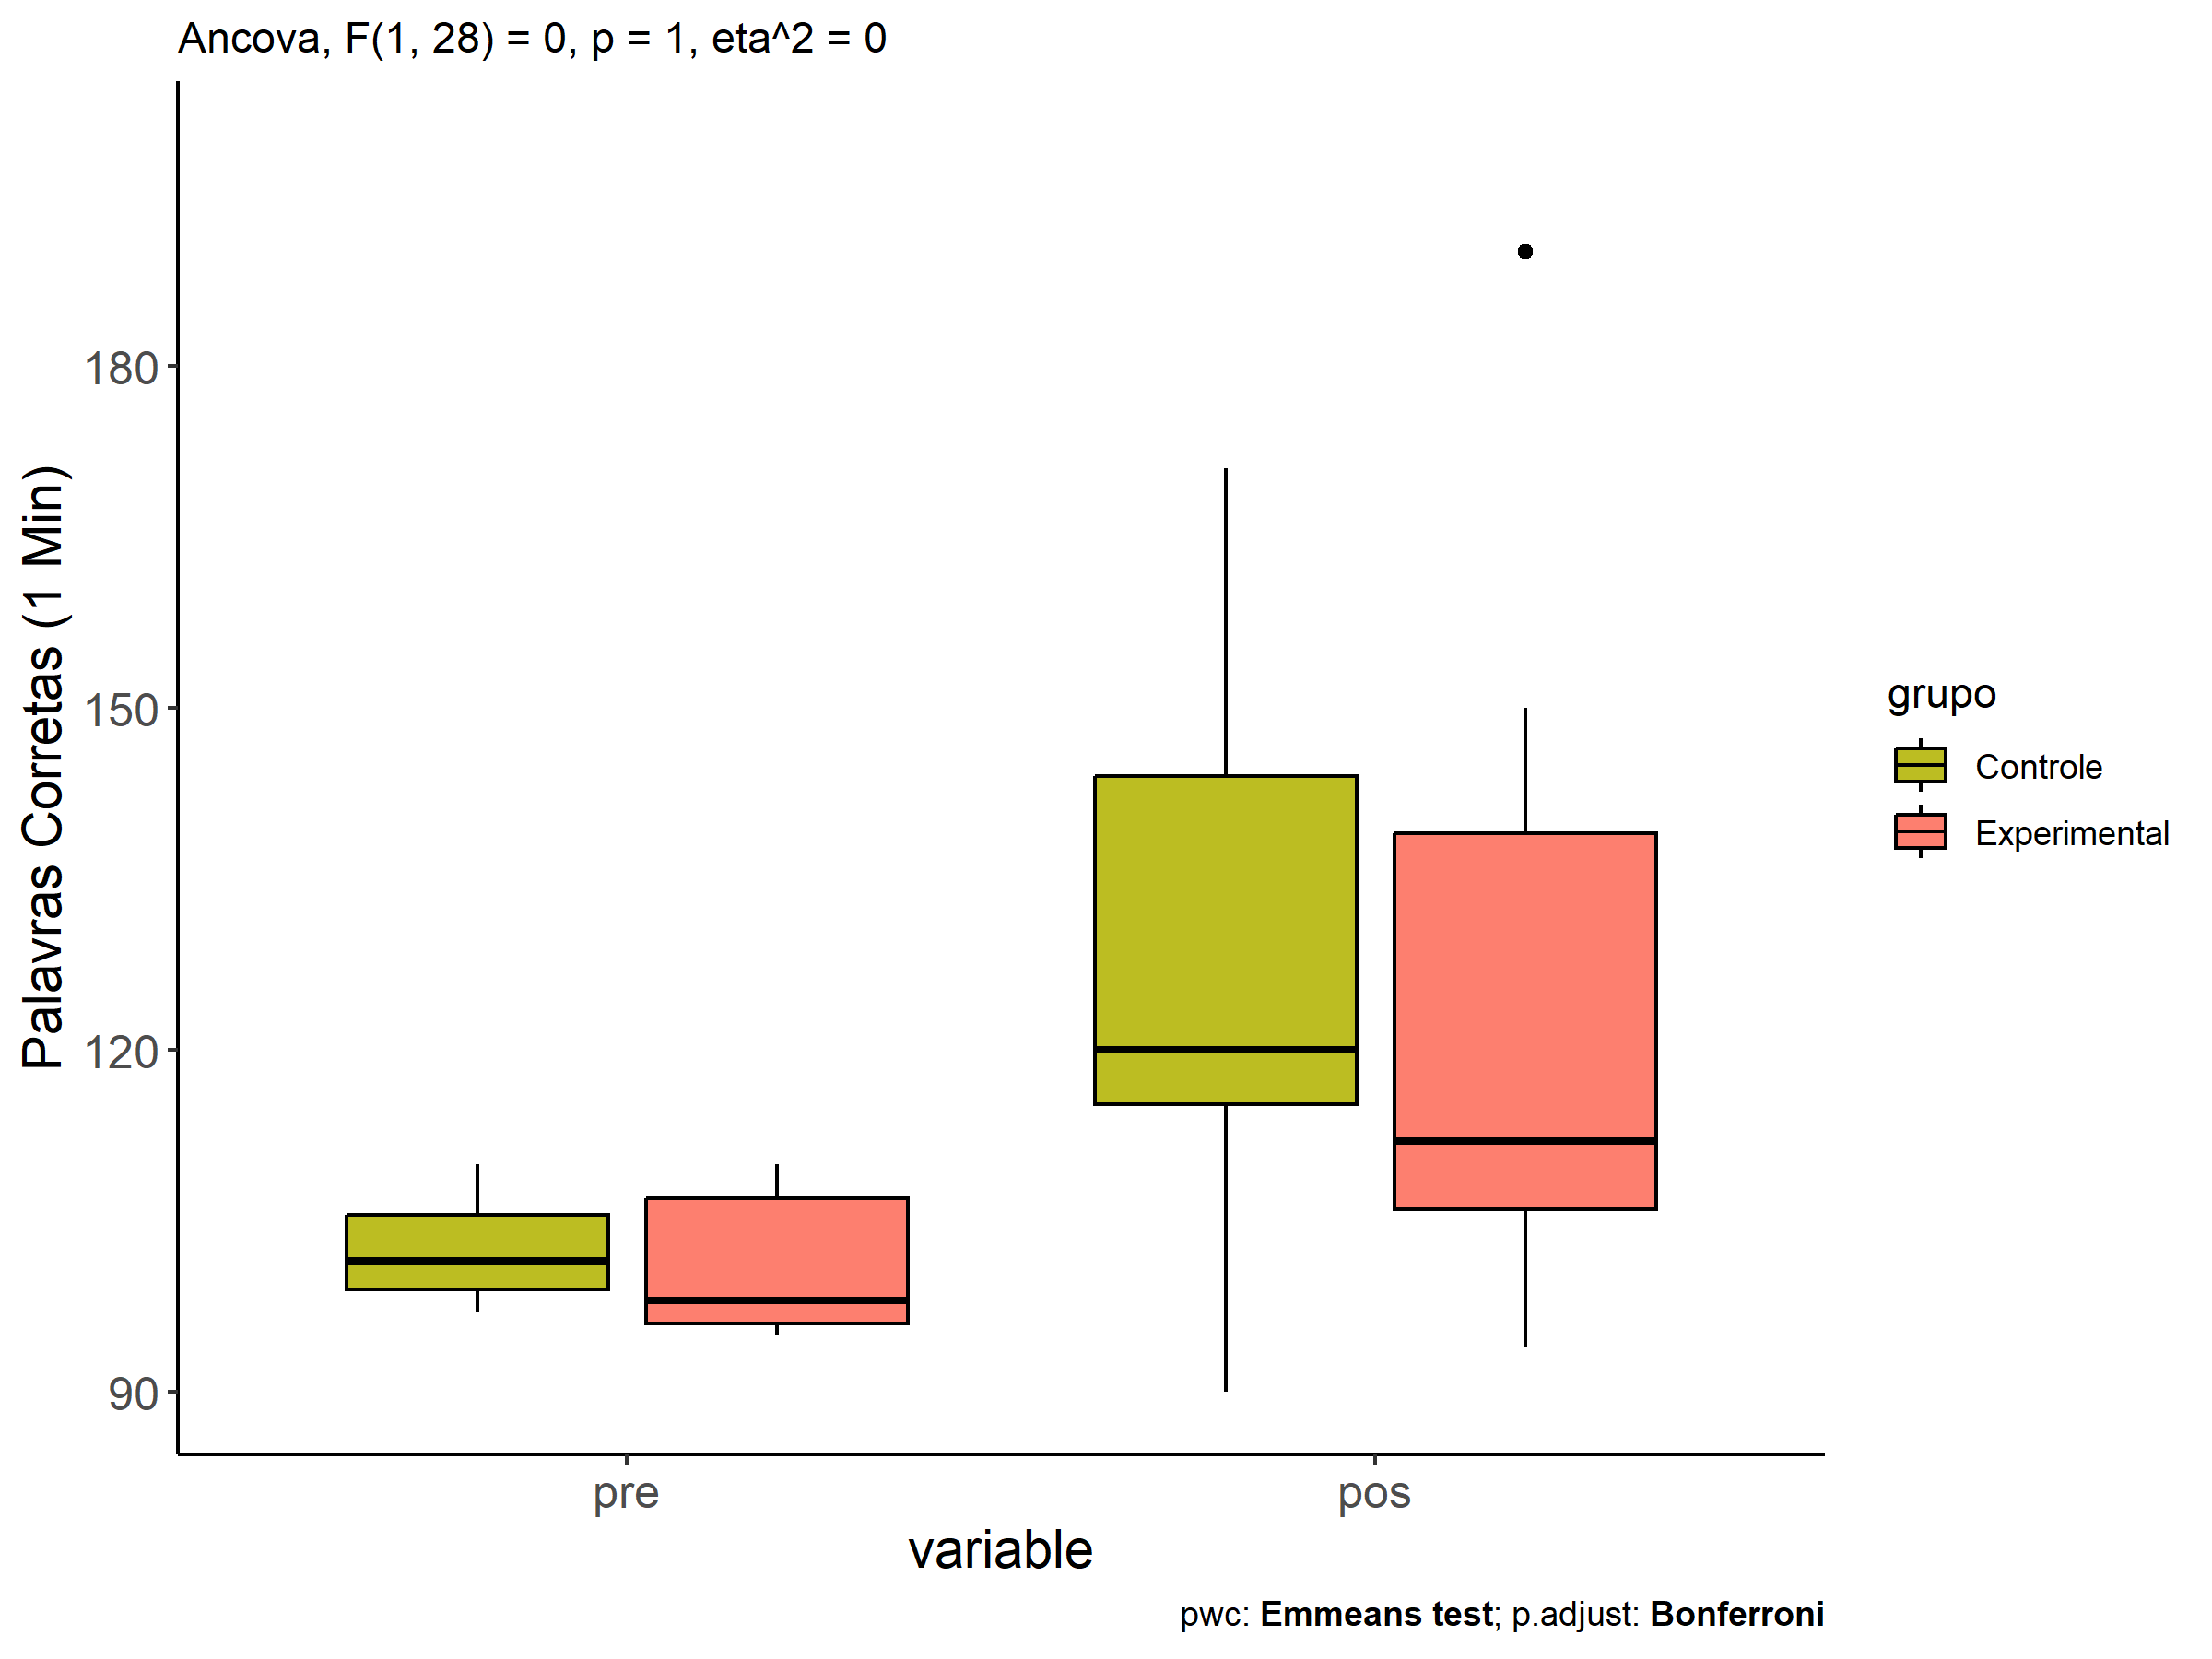 Ancova, F(1, 28) = 0, p = 1, eta^2 = 0
Palavras Corretas (1 Min)
180
150
120
90
pre
pos
variable
grupo
Controle
Experimental
pwc: Emmeans test; p.adjust: Bonferroni